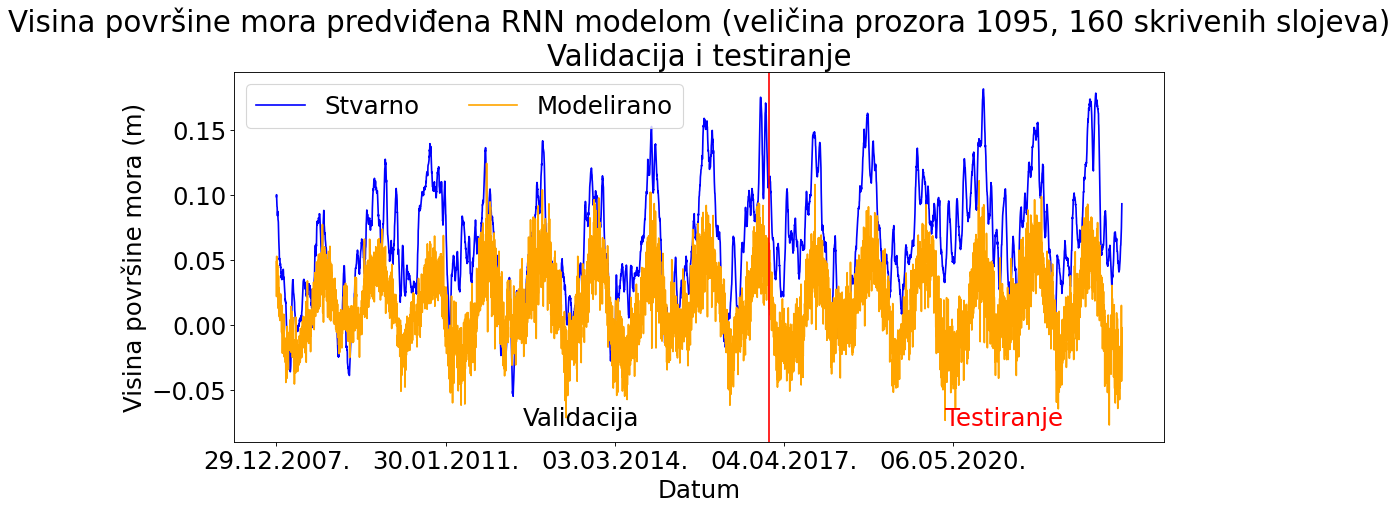 Visina površine mora predviđena RNN modelom (veličina prozora 1095, 160 skrivenih slojeva)
Validacija i testiranje
Stvarno
Modelirano
Visina površine mora (m)
0.15
0.10
0.05
0.00
−0.05
Validacija
Testiranje
29.12.2007.
30.01.2011.
03.03.2014.
04.04.2017.
06.05.2020.
Datum